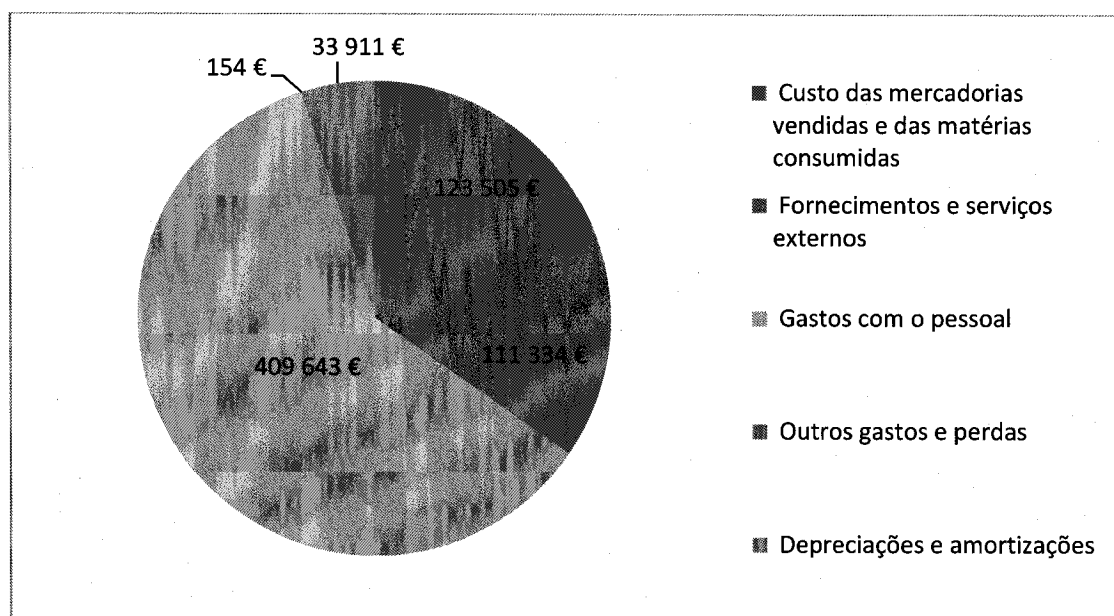 33 911 €
154 €
123 505 €
111 334 €
409 643 €
Custo das mercadorias
vendidas e das matérias
consumidas
Fornecimentos e serviços
externos
Gastos com o pessoal
Outros gastos e perdas
Depreciações e amortizações